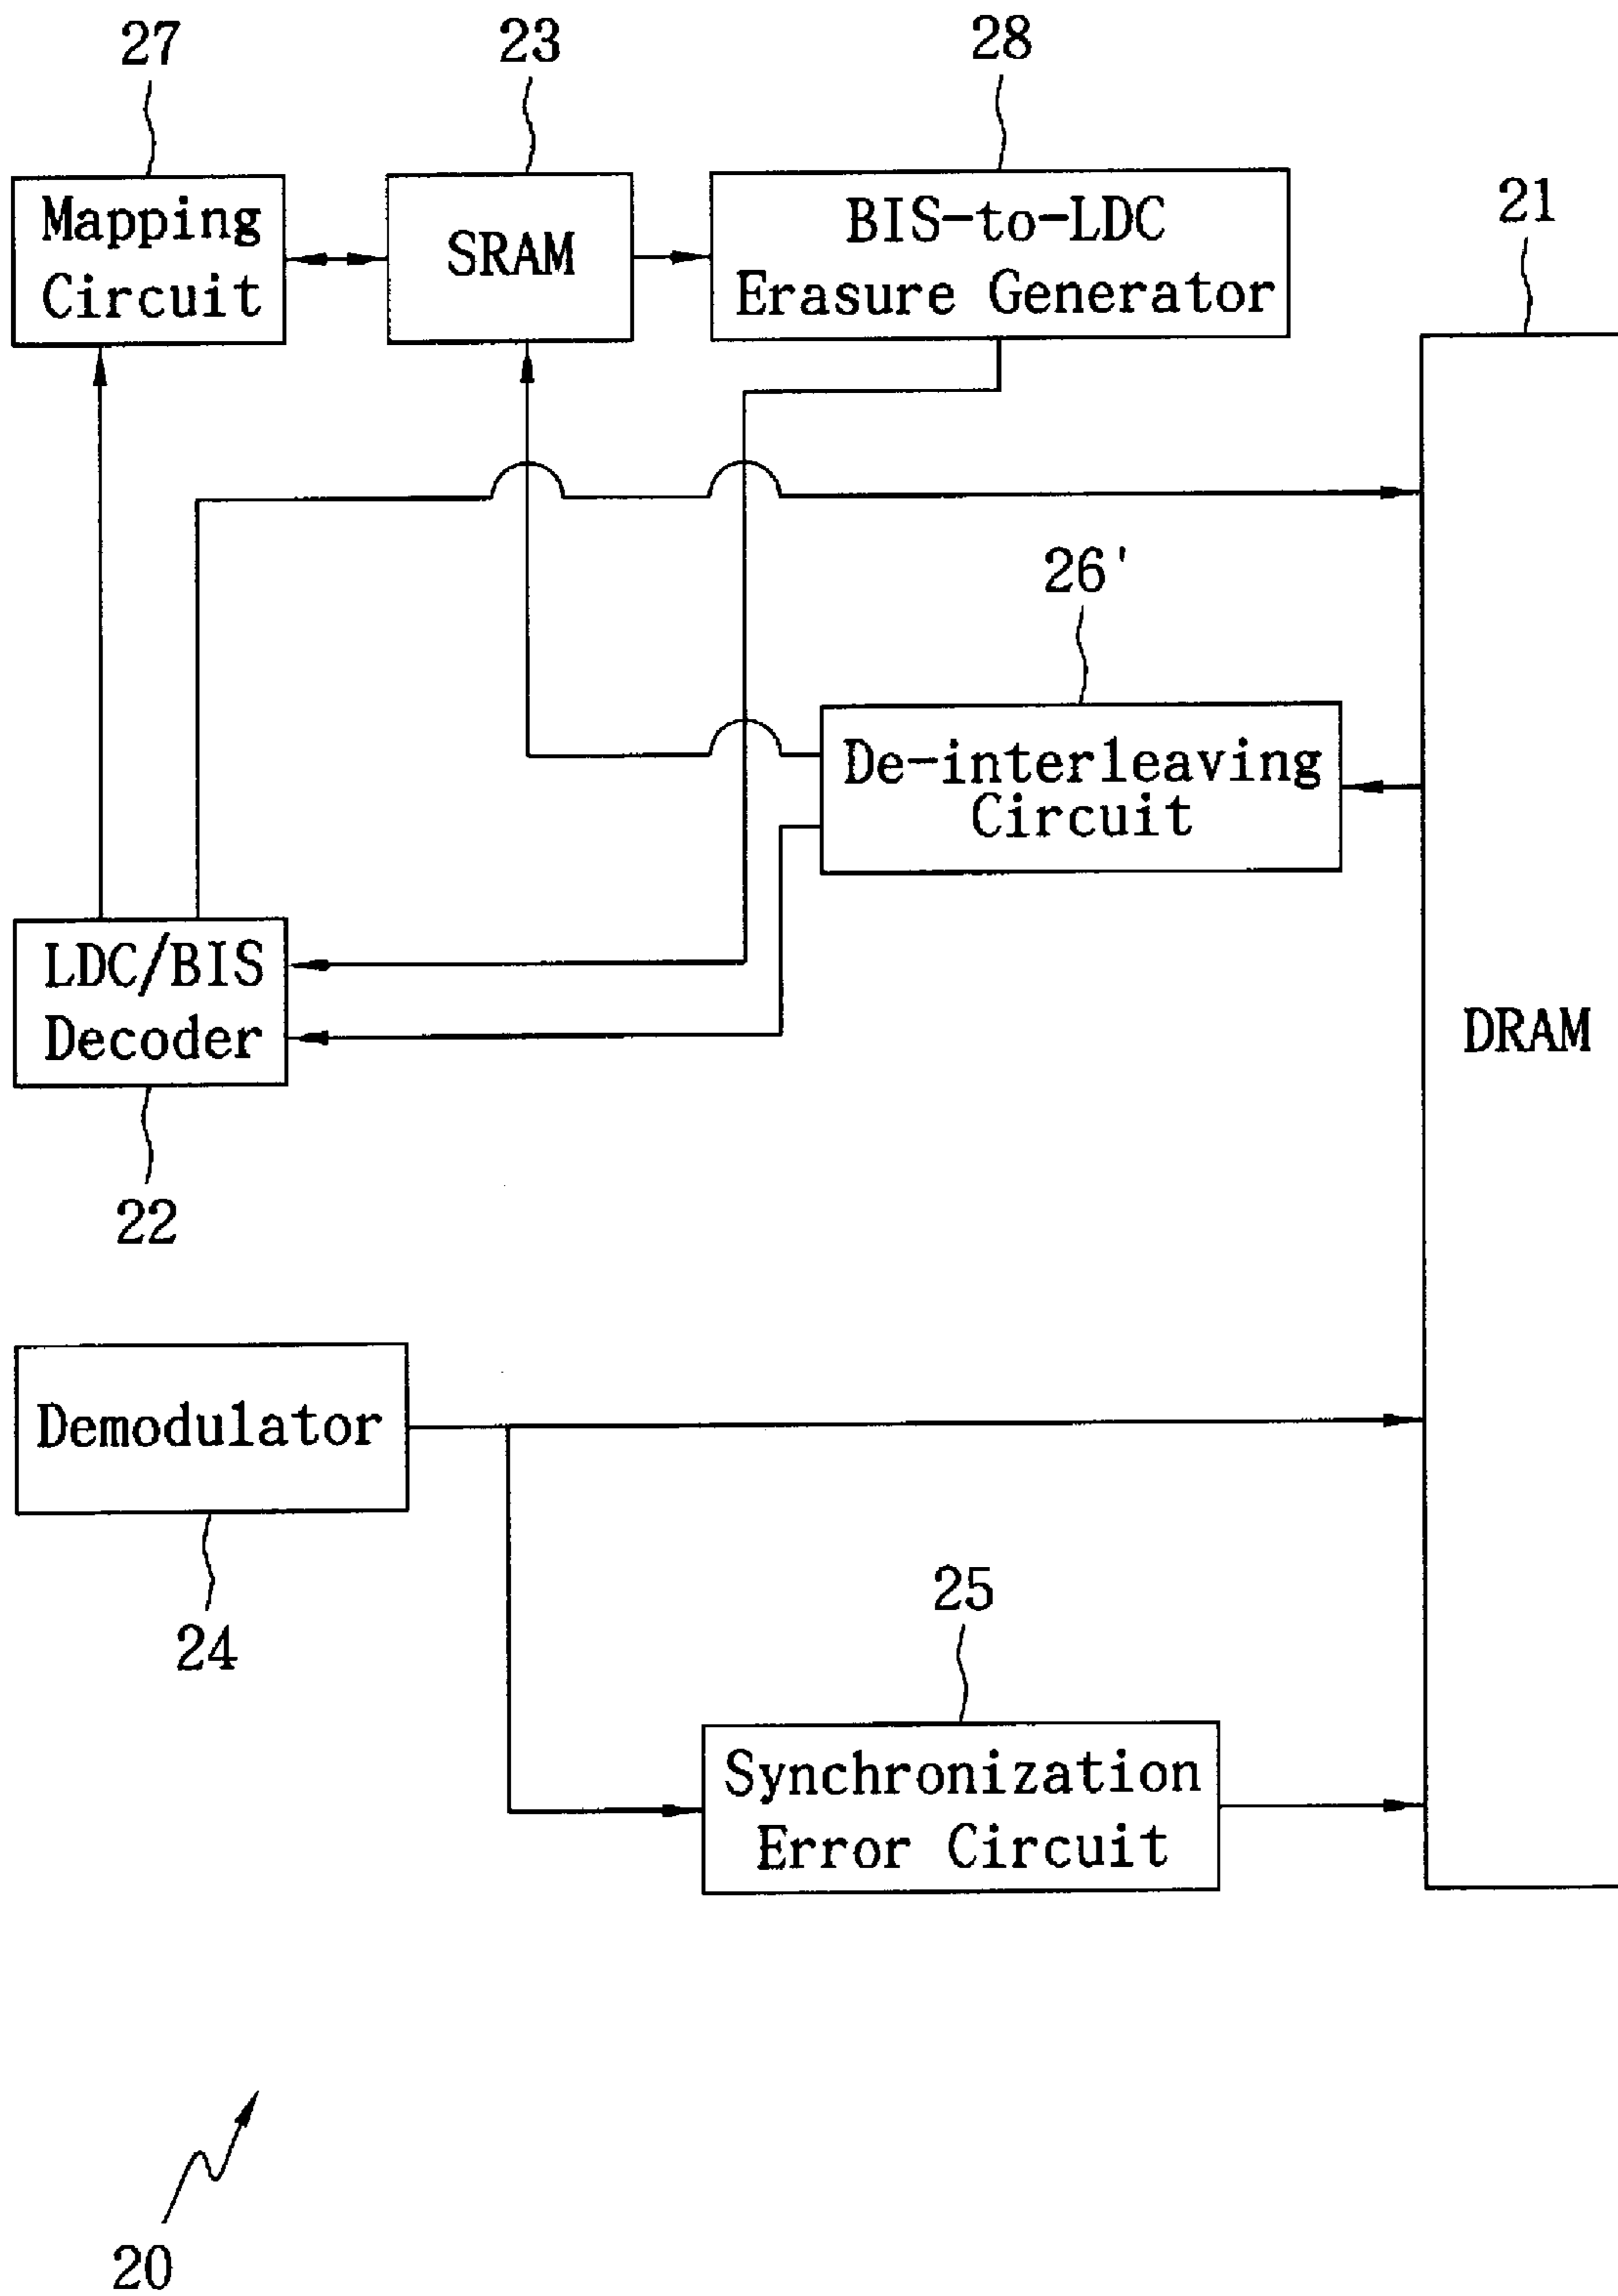 27
23
28
Mapping
Circuit
SRAM
BIS-to-LDC
Erasure Generator
21
26'
De-interleaving
Circuit
LDC/BIS
Decoder
DRAM
22
Demodulator
24
25
Synchronization
Error Circuit
20